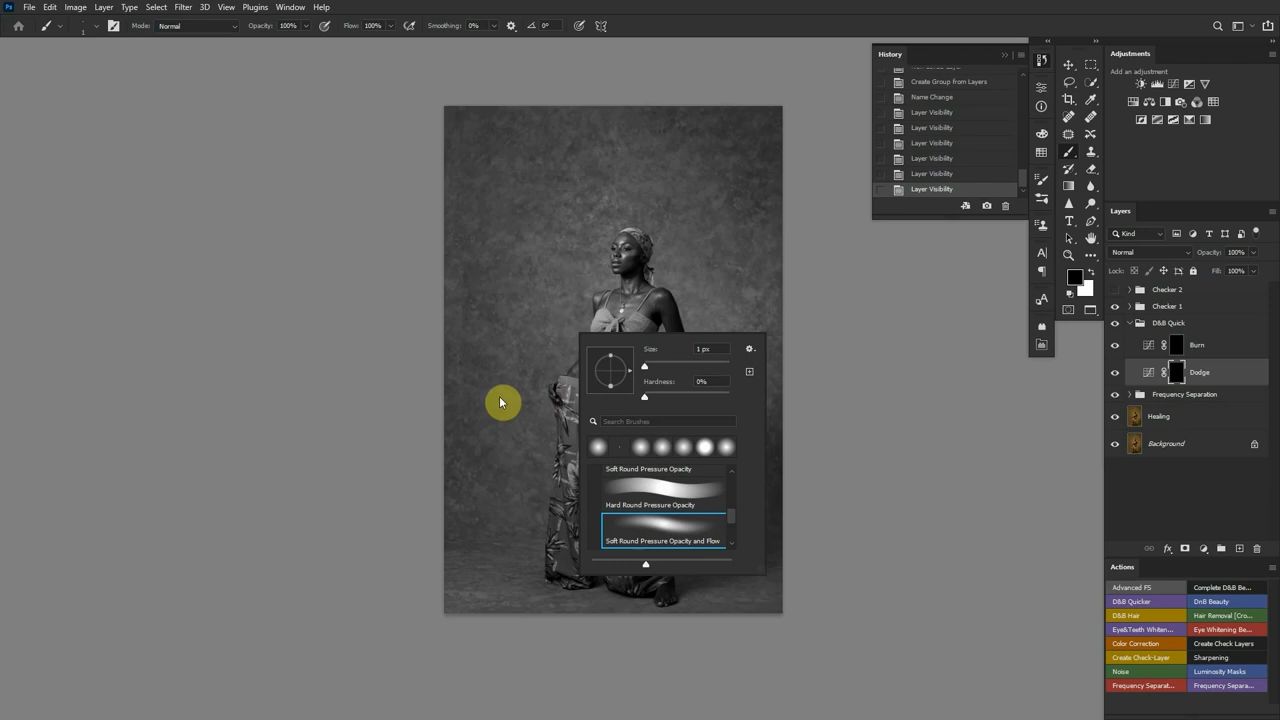 Ps File Edit Image Layer Type Select Filter 3D View Plugins Window Help
1 Mode: Normal Opacity: 100% Flow: 100% Smoothing: 0% 0°
History
Create Group from Layers
Name Change
Layer Visibility
Layer Visibility
Layer Visibility
Layer Visibility
Layer Visibility
Layer Visibility
Adjustments
Add an adjustment
Layers
Kind
Normal Opacity: 100%
Lock: Fill: 100%
Checker 2
Checker 1
D&B Quick
Burn
Dodge
Frequency Separation
Healing
Background
Size: 1 px
Hardness: 0%
Search Brushes
Soft Round Pressure Opacity
Hard Round Pressure Opacity
Soft Round Pressure Opacity and Flow
Actions
Advanced FS Complete D&B Be...
D&B Quicker DnB Beauty
D&B Hair Hair Removal [Cro...
Eye&Teeth Whiten... Eye Whitening Be...
Color Correction Create Check Layers
Create Check-Layer Sharpening
Noise Luminosity Masks
Frequency Separat... Frequency Separa...